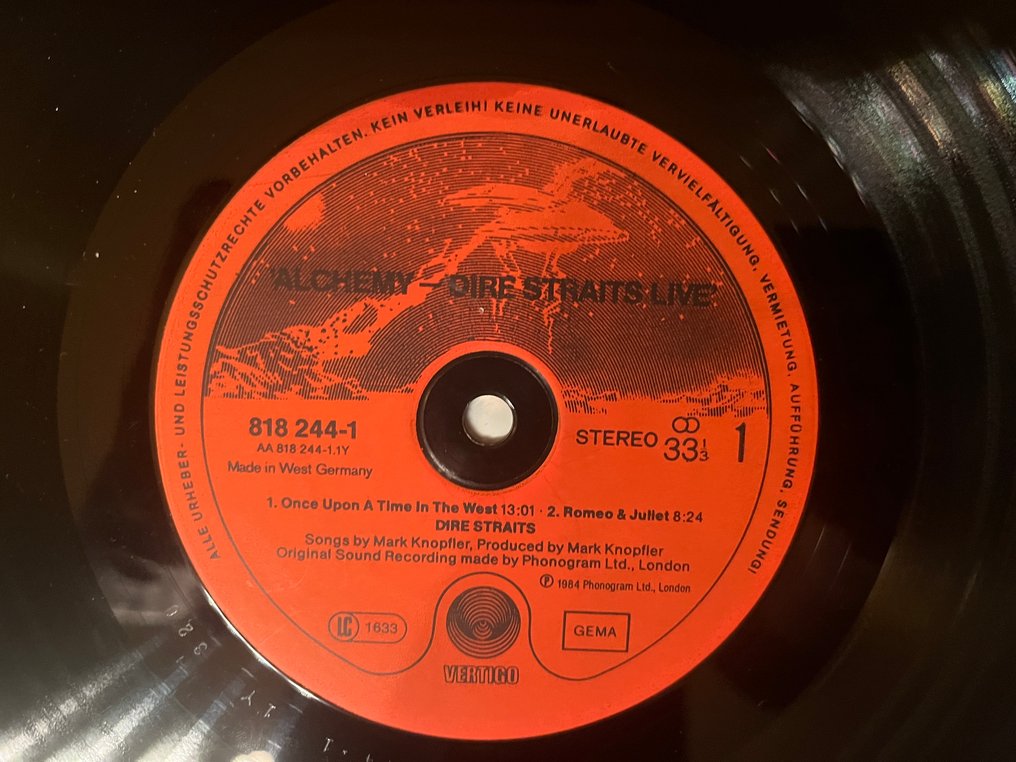 ALLE URHEBER- UND LEISTUNGSSCHUTZRECHTE VORBEHALTEN. KEIN VERLEIH! KEINE UNERLAUBTE VERVIELFÄLTIGUNG, VERMIETUNG, AUFFÜHRUNG, SENDUNG!
'ALCHEMY — DIRE STRAITS LIVE'
818 244-1
AA 818 244-1.1Y
Made in West Germany
STEREO 33 1/3 1
1. Once Upon A Time In The West 13:01 · 2. Romeo & Juliet 8:24
DIRE STRAITS
Songs by Mark Knopfler, Produced by Mark Knopfler
Original Sound Recording made by Phonogram Ltd., London
℗ 1984 Phonogram Ltd., London
LC 1633
GEMA
VERTIGO